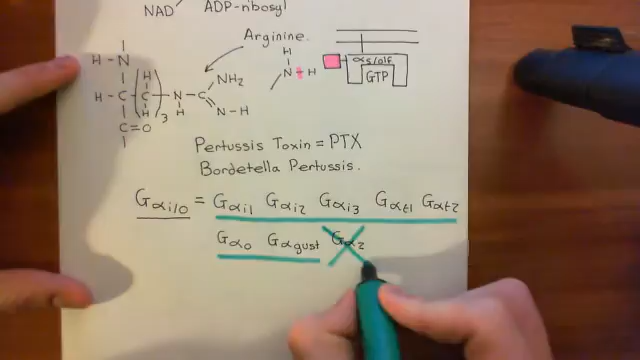 NAD ADP-ribosyl
Arginine.
H-N
H
H-C-(C)3-N-C
H
H
NH2
N-H
C=O
H
N-H
αs/olf
GTP
Pertussis Toxin = PTX
Bordetella Pertussis.
Gαi/o = Gαi1 Gαi2 Gαi3 Gαt1 Gαt2
Gαo Gαgust Gαz